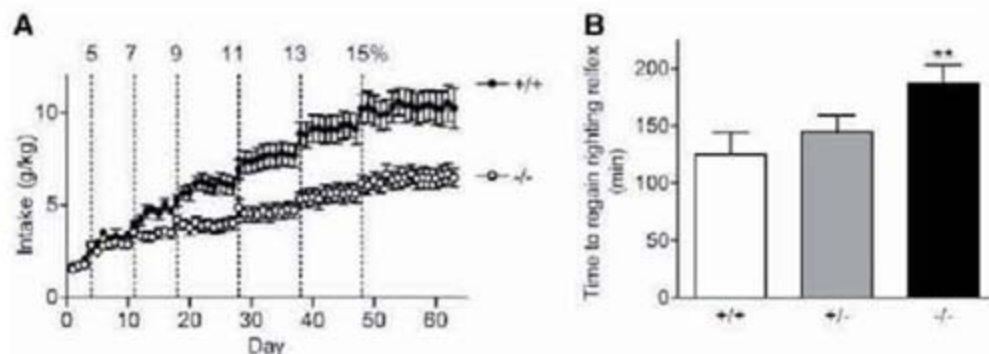 A
5 7 9 11 13 15%
+/+
-/-
10
5
0
Intake (g/kg)
0 10 20 30 40 50 60
Day
B
**
200
150
100
50
0
Time to regain righting relfex
(min)
+/+ +/- -/-